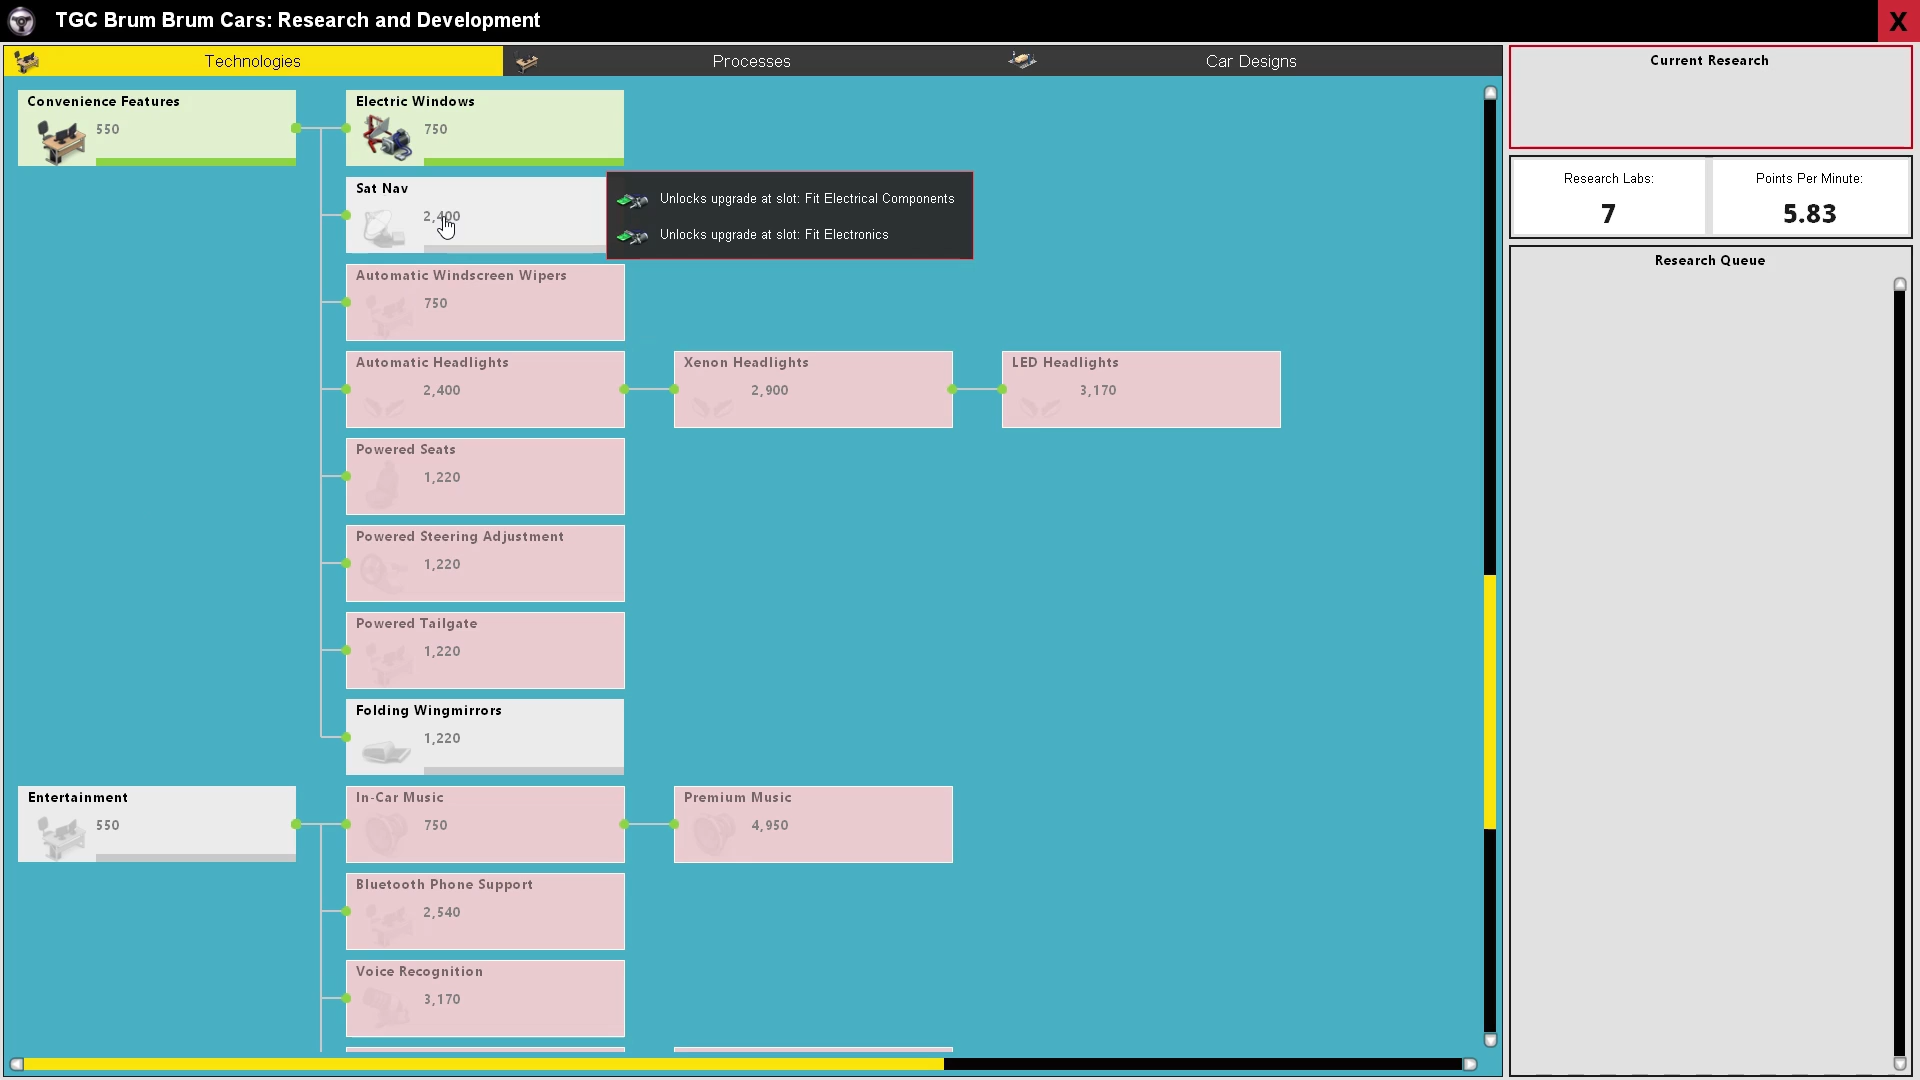 TGC Brum Brum Cars: Research and Development
X
Technologies
Processes
Car Designs
Current Research
Convenience Features
550
Electric Windows
750
Research Labs:
7
Points Per Minute:
5.83
Sat Nav
2,400
Unlocks upgrade at slot: Fit Electrical Components
Unlocks upgrade at slot: Fit Electronics
Research Queue
Automatic Windscreen Wipers
750
Automatic Headlights
2,400
Xenon Headlights
2,900
LED Headlights
3,170
Powered Seats
1,220
Powered Steering Adjustment
1,220
Powered Tailgate
1,220
Folding Wingmirrors
1,220
Entertainment
550
In-Car Music
750
Premium Music
4,950
Bluetooth Phone Support
2,540
Voice Recognition
3,170